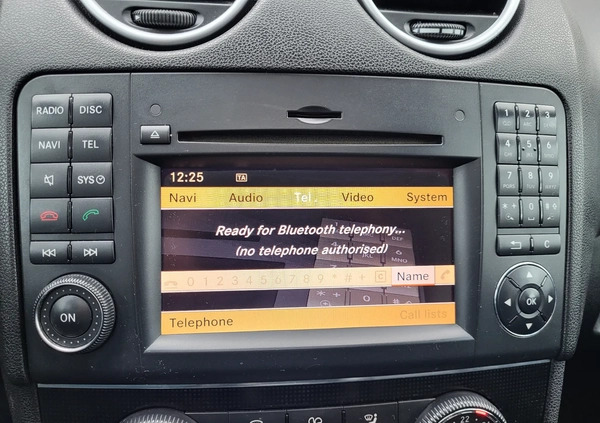 RADIO DISC
NAVI TEL
SYS
ON
12:25 TA
Navi Audio Tel. Video System
Ready for Bluetooth telephony...
(no telephone authorised)
0 1 2 3 4 5 6 7 8 9 * # + C Name
Telephone Call lists
1 2 3
4 5 6
7 8 9
* 0 #
C
OK
22